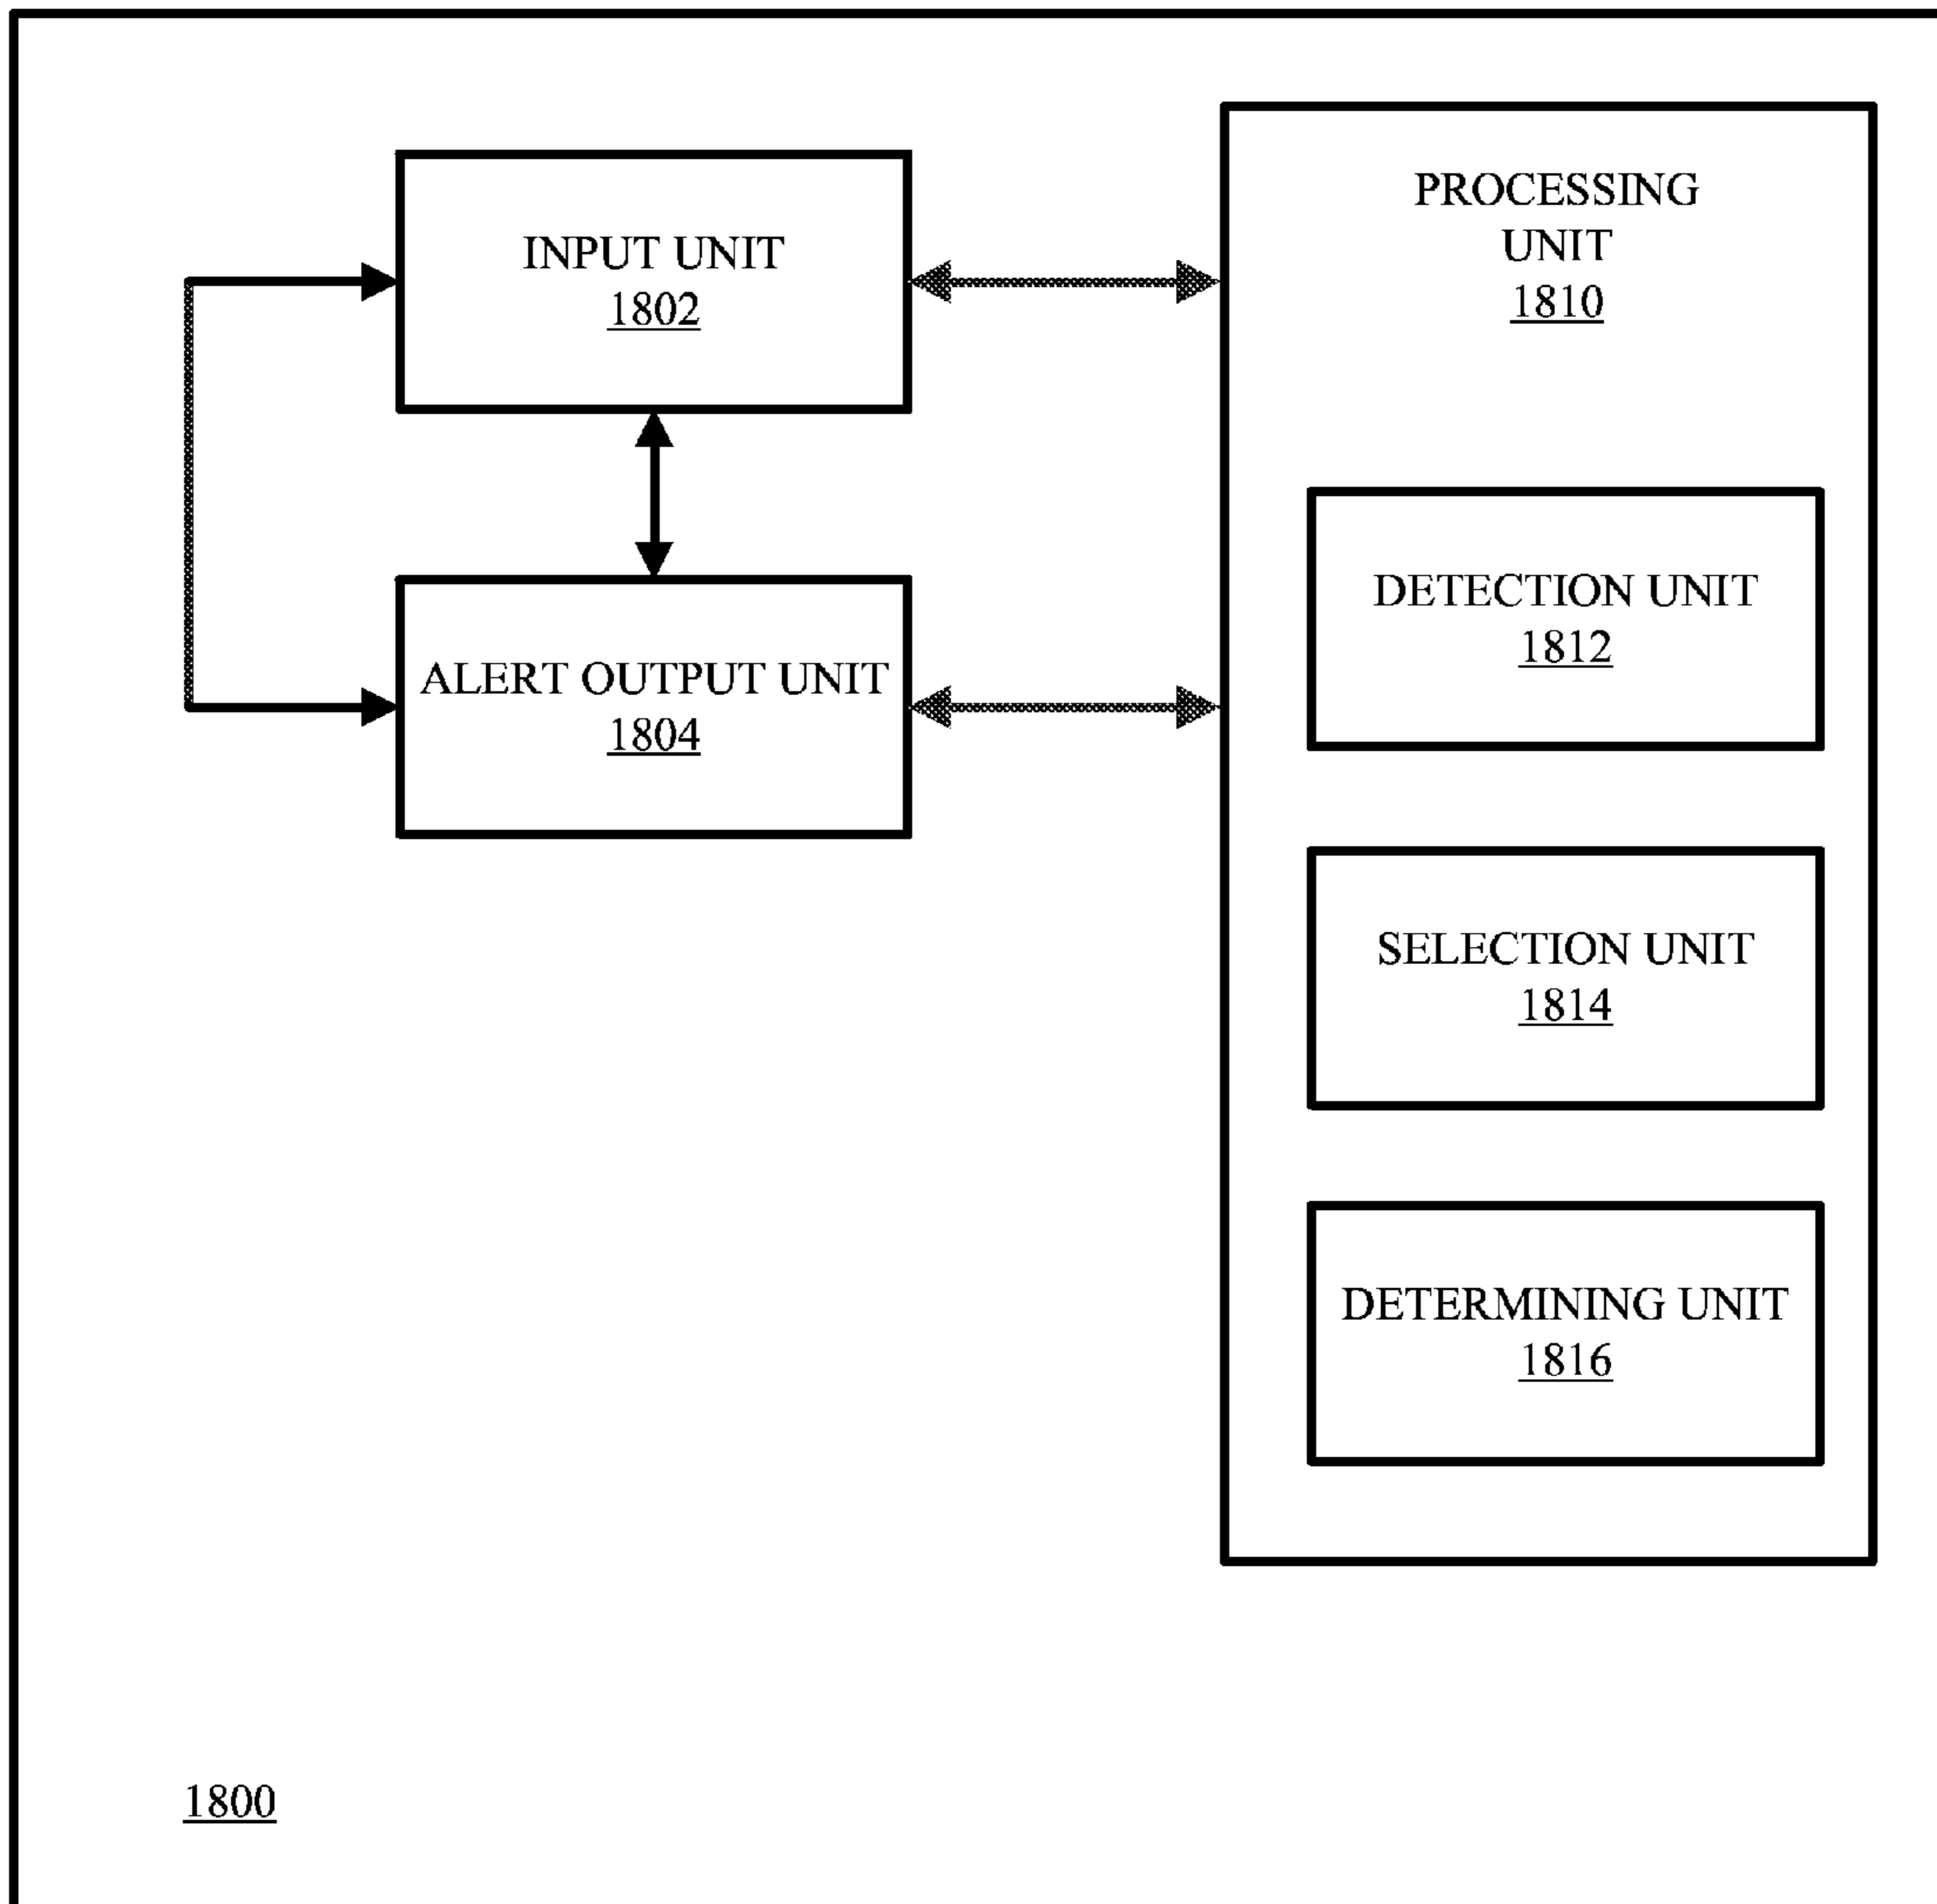 INPUT UNIT
1802
ALERT OUTPUT UNIT
1804
PROCESSING
UNIT
1810
DETECTION UNIT
1812
SELECTION UNIT
1814
DETERMINING UNIT
1816
1800